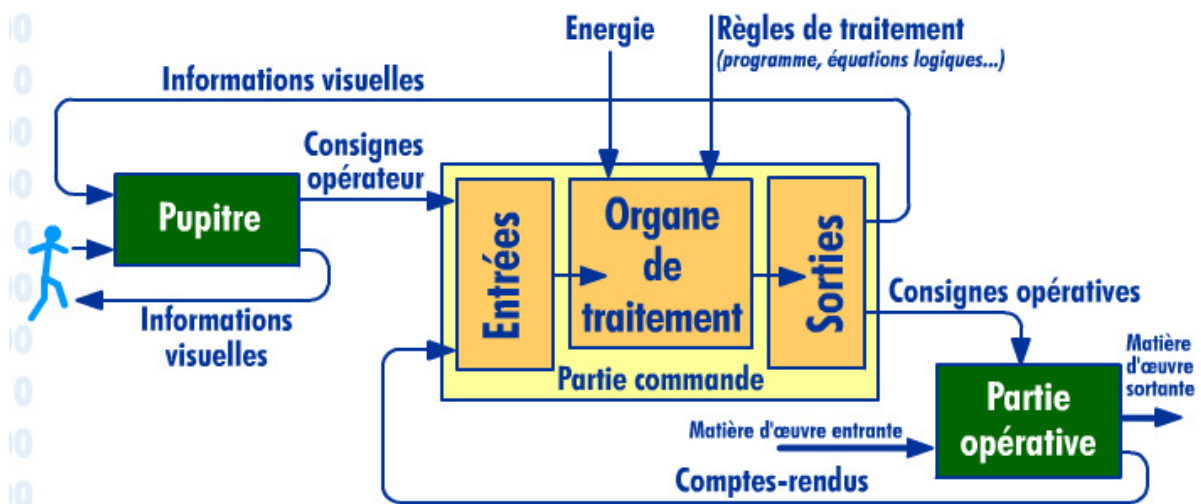 Energie
Règles de traitement
(programme, équations logiques...)
Informations visuelles
Consignes
opérateur
Pupitre
Entrées
Organe
de
traitement
Sorties
Informations
visuelles
Partie commande
Consignes opératives
Matière
d'œuvre
sortante
Partie
opérative
Matière d'œuvre entrante
Comptes-rendus